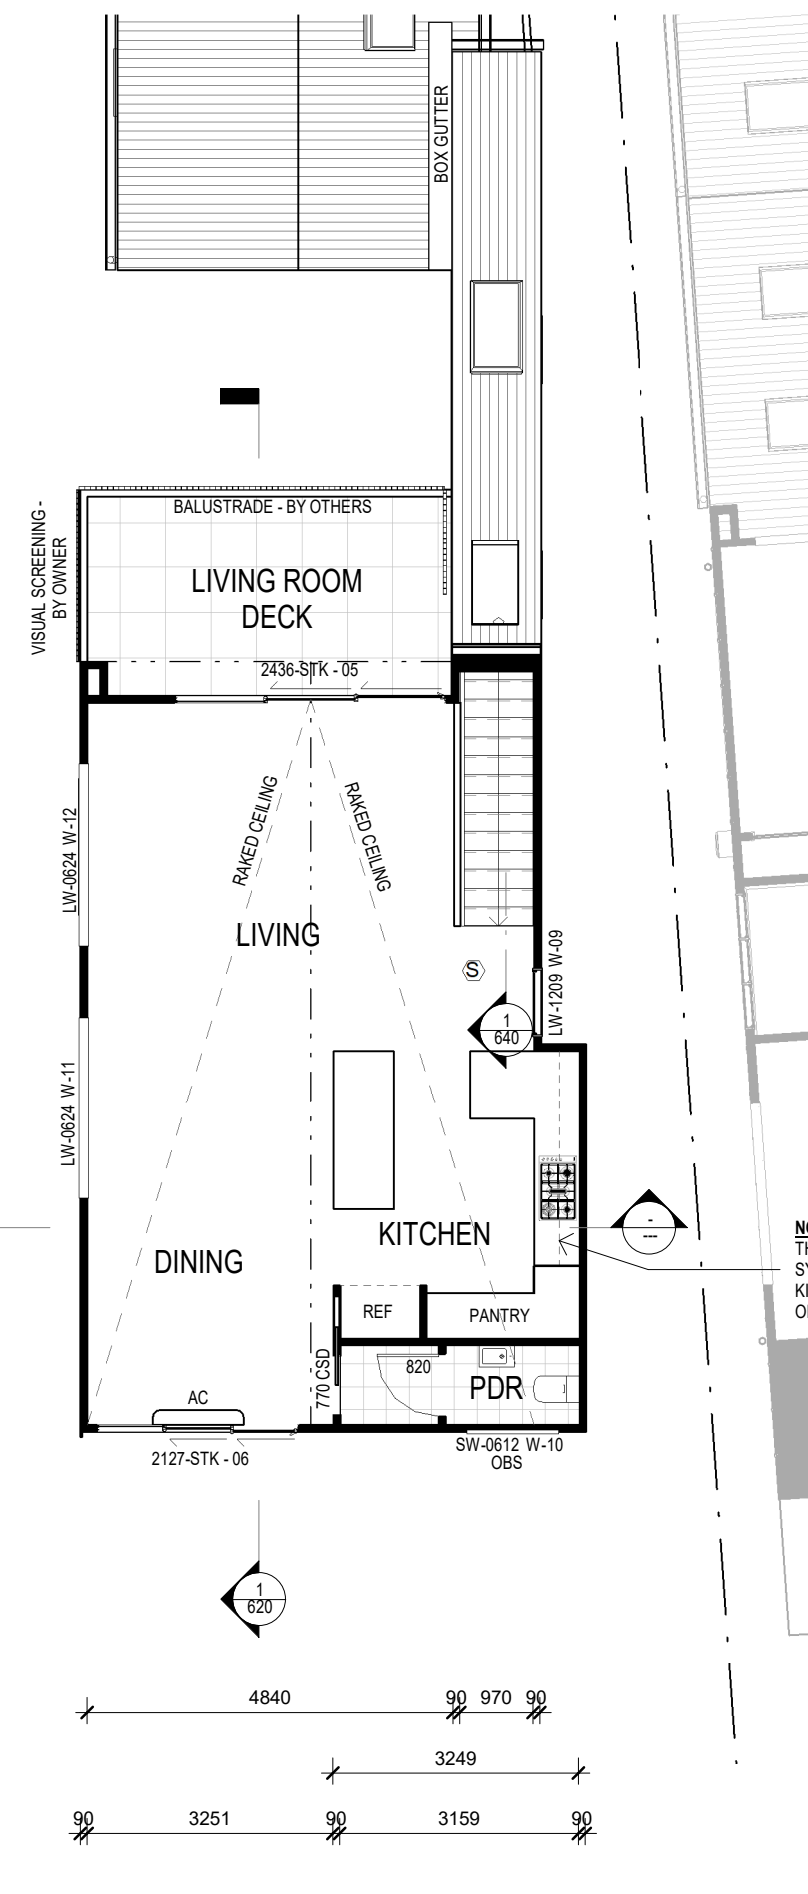 BOX GUTTER
VISUAL SCREENING -
BY OWNER
BALUSTRADE - BY OTHERS
LIVING ROOM
DECK
2436-STK - 05
RAKED CEILING
RAKED CEILING
LW-0624 W-12
LIVING
S
LW-1209 W-09
1
640
LW-0624 W-11
KITCHEN
DINING
-
---
REF
PANTRY
770 CSD
820
PDR
AC
2127-STK - 06
SW-0612 W-10
OBS
1
620
4840
90
970
90
3249
90
3251
90
3159
90